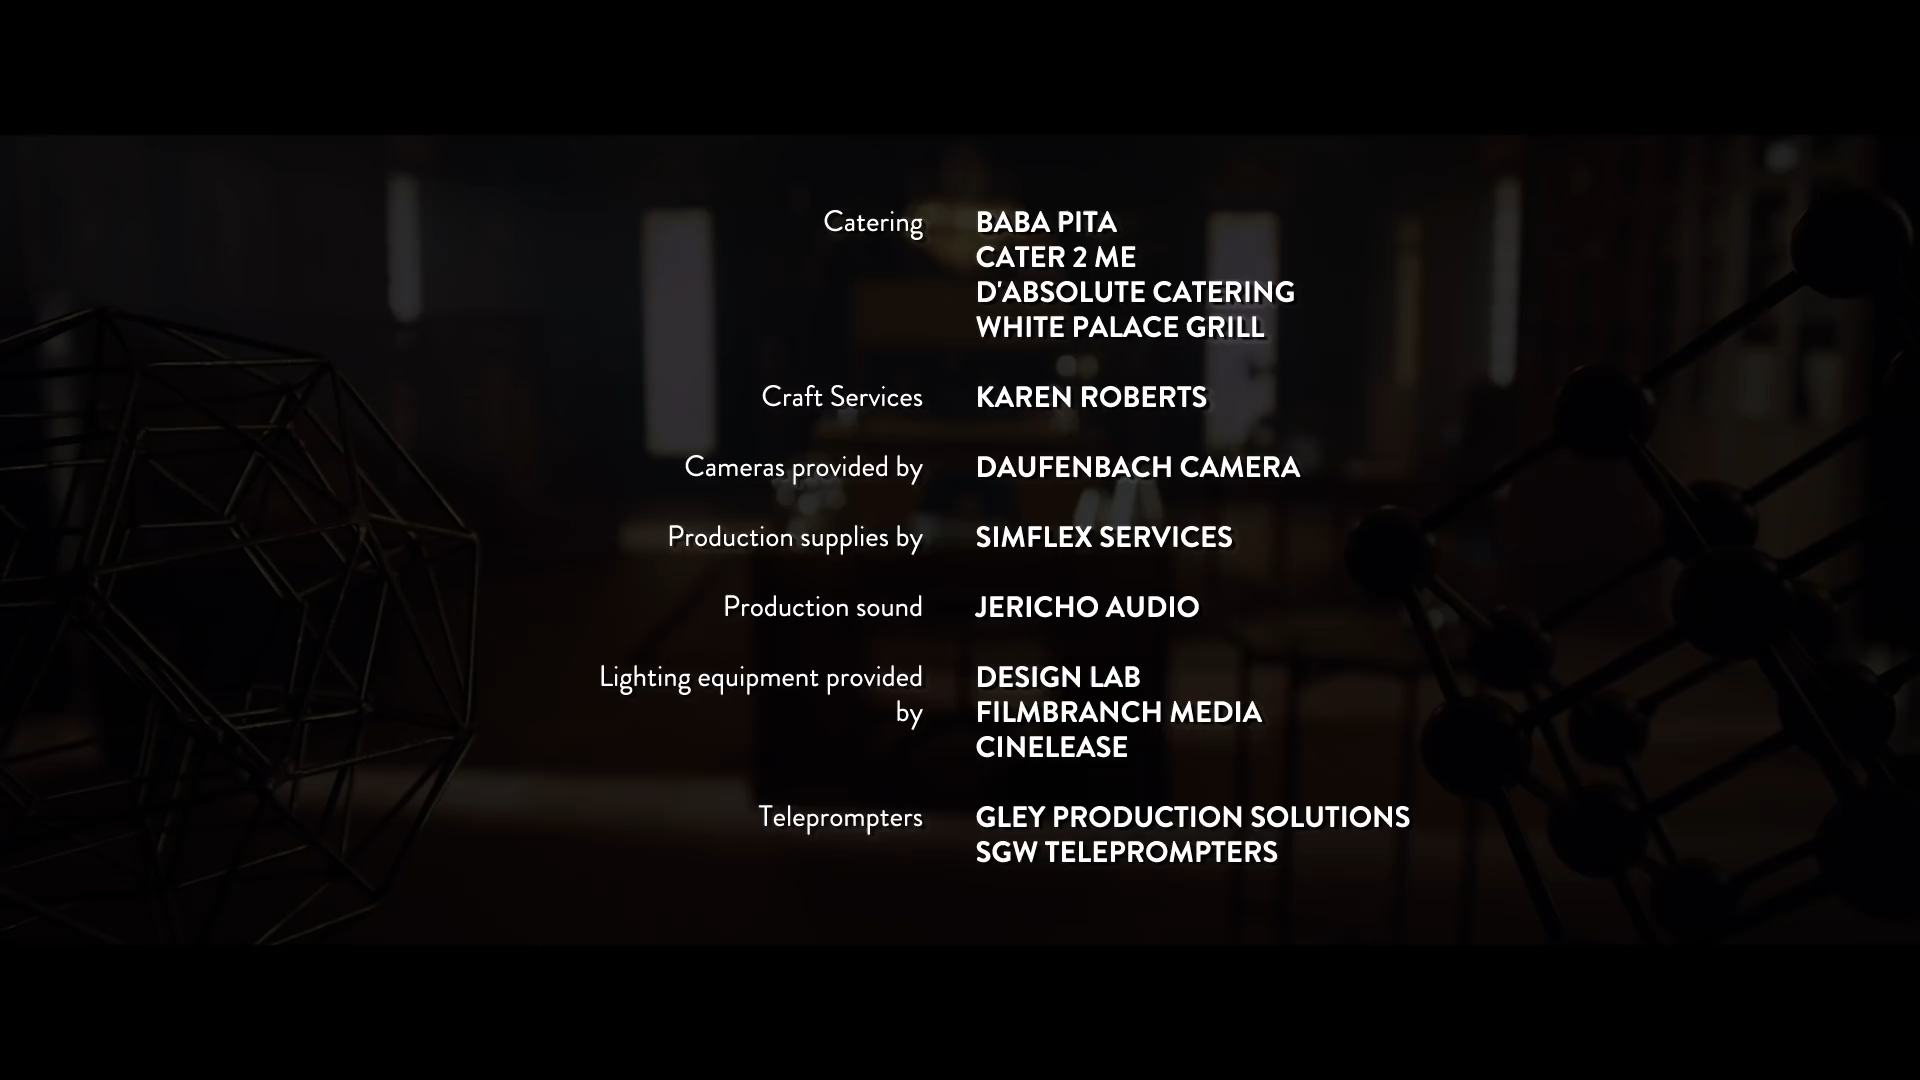 Catering BABA PITA
CATER 2 ME
D'ABSOLUTE CATERING
WHITE PALACE GRILL
Craft Services KAREN ROBERTS
Cameras provided by DAUFENBACH CAMERA
Production supplies by SIMFLEX SERVICES
Production sound JERICHO AUDIO
Lighting equipment provided DESIGN LAB
by FILMBRANCH MEDIA
CINELEASE
Teleprompters GLEY PRODUCTION SOLUTIONS
SGW TELEPROMPTERS